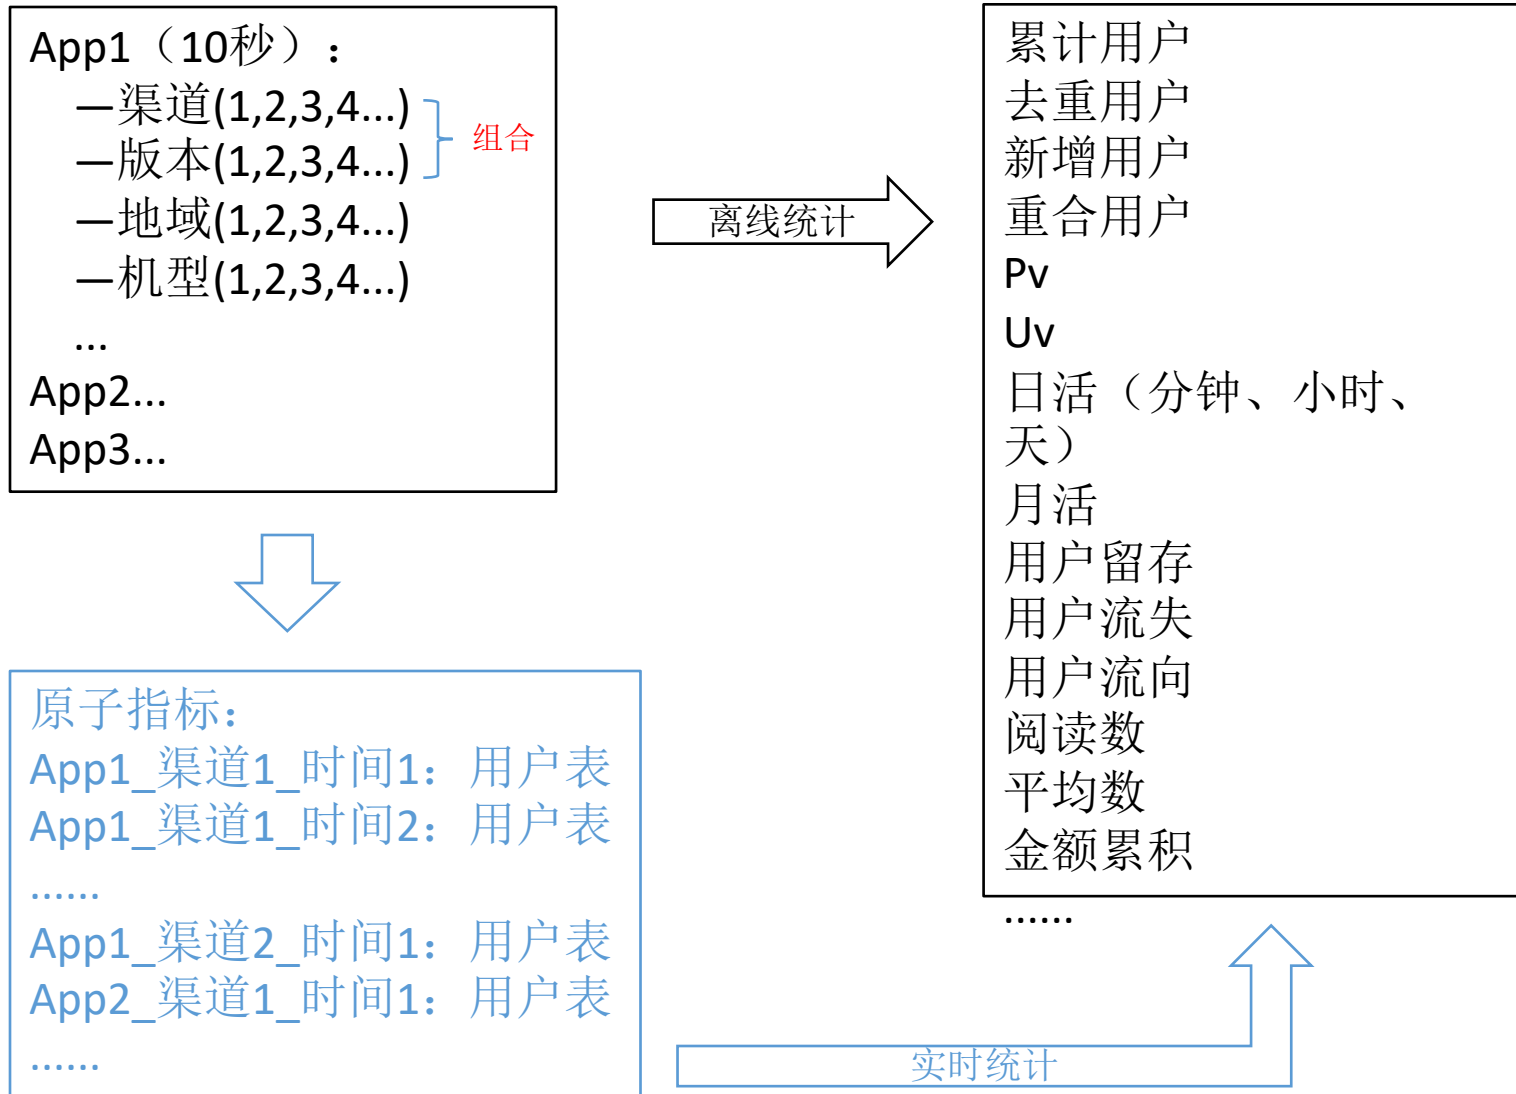 App1（10秒）：
—渠道(1,2,3,4...)
—版本(1,2,3,4...)
组合
—地域(1,2,3,4...)
—机型(1,2,3,4...)
...
App2...
App3...
离线统计
累计用户
去重用户
新增用户
重合用户
Pv
Uv
日活（分钟、小时、
天）
月活
用户留存
用户流失
用户流向
阅读数
平均数
金额累积
......
原子指标：
App1_渠道1_时间1：用户表
App1_渠道1_时间2：用户表
......
App1_渠道2_时间1：用户表
App2_渠道1_时间1：用户表
......
实时统计